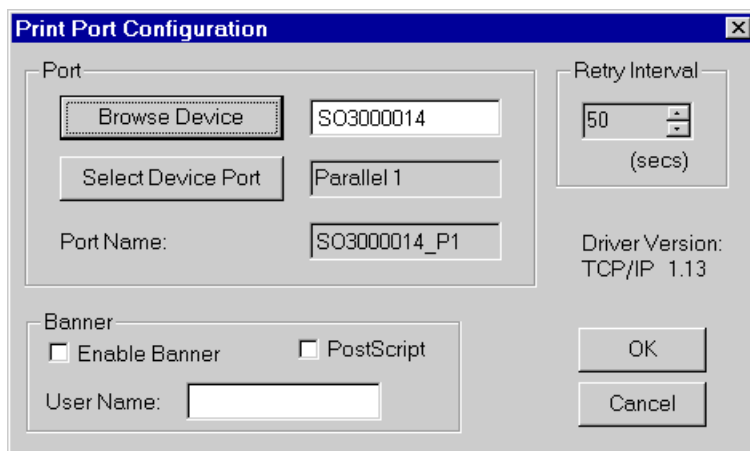 Print Port Configuration
Port
Browse Device
SO3000014
Select Device Port
Parallel 1
Port Name:
SO3000014_P1
Retry Interval
50
(secs)
Driver Version:
TCP/IP 1.13
Banner
Enable Banner
PostScript
User Name:
OK
Cancel